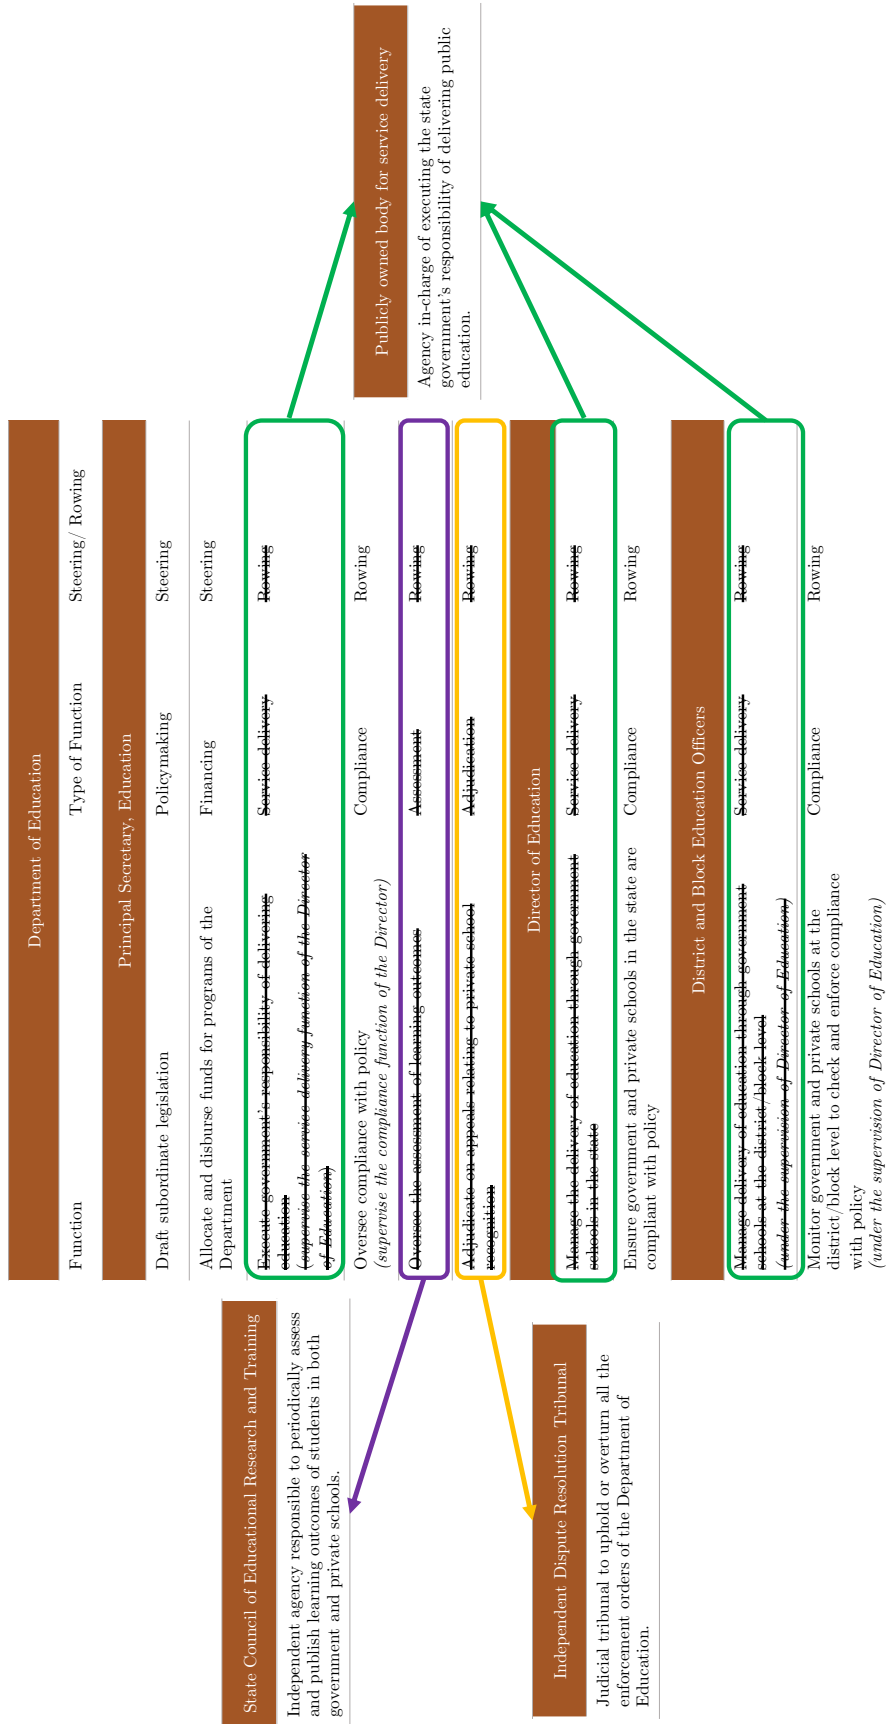 State Council of Educational Research and Training
Independent agency responsible to periodically assess
and publish learning outcomes of students in both
government and private schools.
Independent Dispute Resolution Tribunal
Judicial tribunal to uphold or overturn all the
enforcement orders of the Department of
Education.
Department of Education
Function Type of Function Steering/ Rowing
Principal Secretary, Education
Draft subordinate legislation Policymaking Steering
Allocate and disburse funds for programs of the Financing Steering
Department
Execute government's responsibility of delivering Service delivery Rowing
education
(supervise the service delivery function of the Director
of Education)
Oversee compliance with policy Compliance Rowing
(supervise the compliance function of the Director)
Oversee the assessment of learning outcomes Assessment Rowing
Adjudicate on appeals relating to private school Adjudication Rowing
recognition
Director of Education
Manage the delivery of education through government Service delivery Rowing
schools in the state
Ensure government and private schools in the state are Compliance Rowing
compliant with policy
District and Block Education Officers
Manage delivery of education through government Service delivery Rowing
schools at the district/block level
(under the supervision of Director of Education)
Monitor government and private schools at the Compliance Rowing
district/block level to check and enforce compliance
with policy
(under the supervision of Director of Education)
Publicly owned body for service delivery
Agency in-charge of executing the state
government's responsibility of delivering public
education.